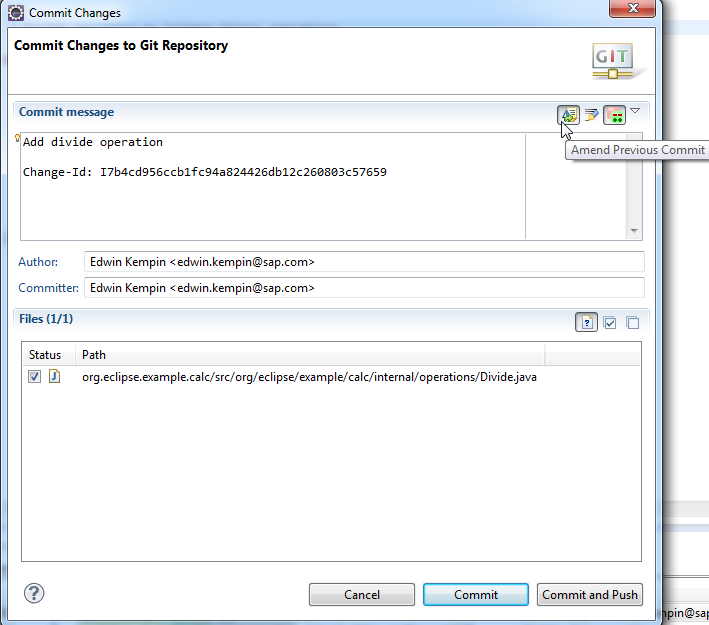 Commit Changes
Commit Changes to Git Repository
GIT
Commit message
Amend Previous Commit
Add divide operation
Change-Id: I7b4cd956ccb1fc94a824426db12c260803c57659
Author: Edwin Kempin <edwin.kempin@sap.com>
Committer: Edwin Kempin <edwin.kempin@sap.com>
Files (1/1)
Status Path
org.eclipse.example.calc/src/org/eclipse/example/calc/internal/operations/Divide.java
Cancel Commit Commit and Push
npin@sap